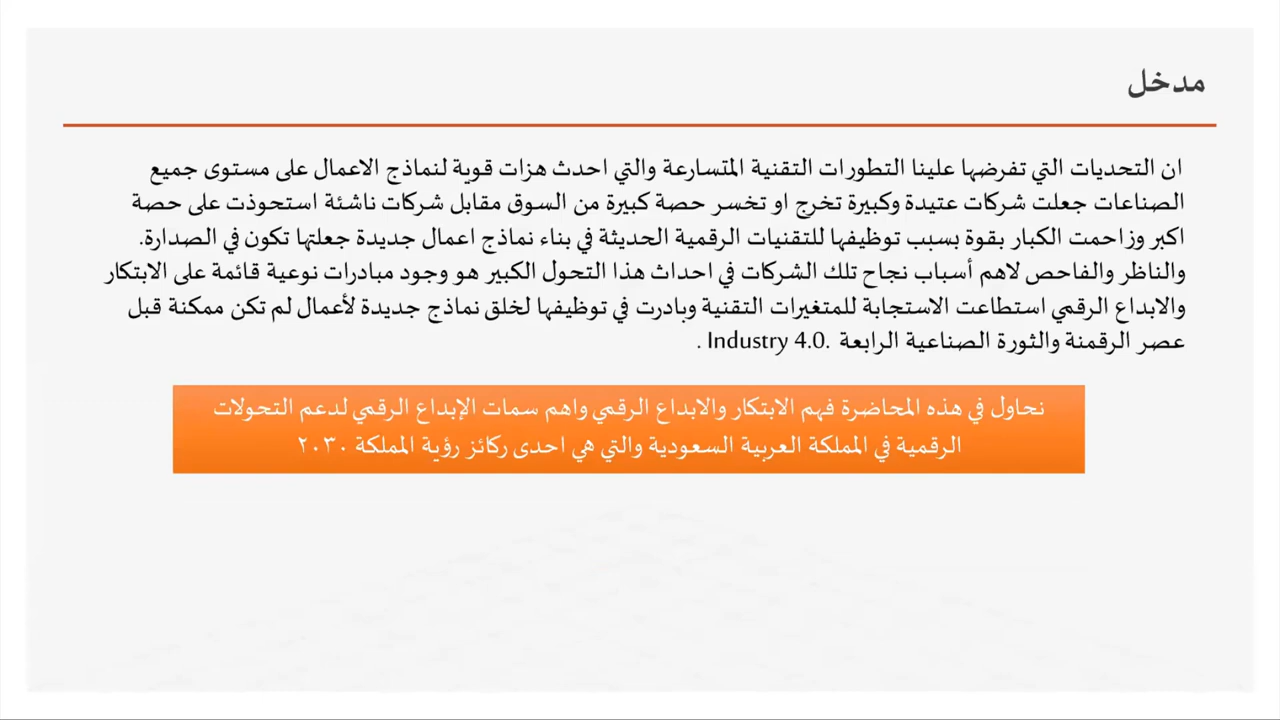 مدخل
ان التحديات التي تفرضها علينا التطورات التقنية المتسارعة والتي احدث هزات قوية لنماذج الاعمال على مستوى جميع
الصناعات جعلت شركات عتيدة وكبيرة تخرج او تخسر حصة كبيرة من السوق مقابل شركات ناشئة استحوذت على حصة
اكبر وزاحمت الكبار بقوة بسبب توظيفها للتقنيات الرقمية الحديثة في بناء نماذج اعمال جديدة جعلتها تكون في الصدارة.
والناظر والفاحص لاهم أسباب نجاح تلك الشركات في احداث هذا التحول الكبير هو وجود مبادرات نوعية قائمة على الابتكار
والابداع الرقمي استطاعت الاستجابة للمتغيرات التقنية وبادرت في توظيفها لخلق نماذج جديدة لأعمال لم تكن ممكنة قبل
عصر الرقمنة والثورة الصناعية الرابعة .Industry 4.0 .
نحاول في هذه المحاضرة فهم الابتكار والابداع الرقمي واهم سمات الإبداع الرقمي لدعم التحولات
الرقمية في المملكة العربية السعودية والتي هي احدى ركائز رؤية المملكة ٢٠٣٠